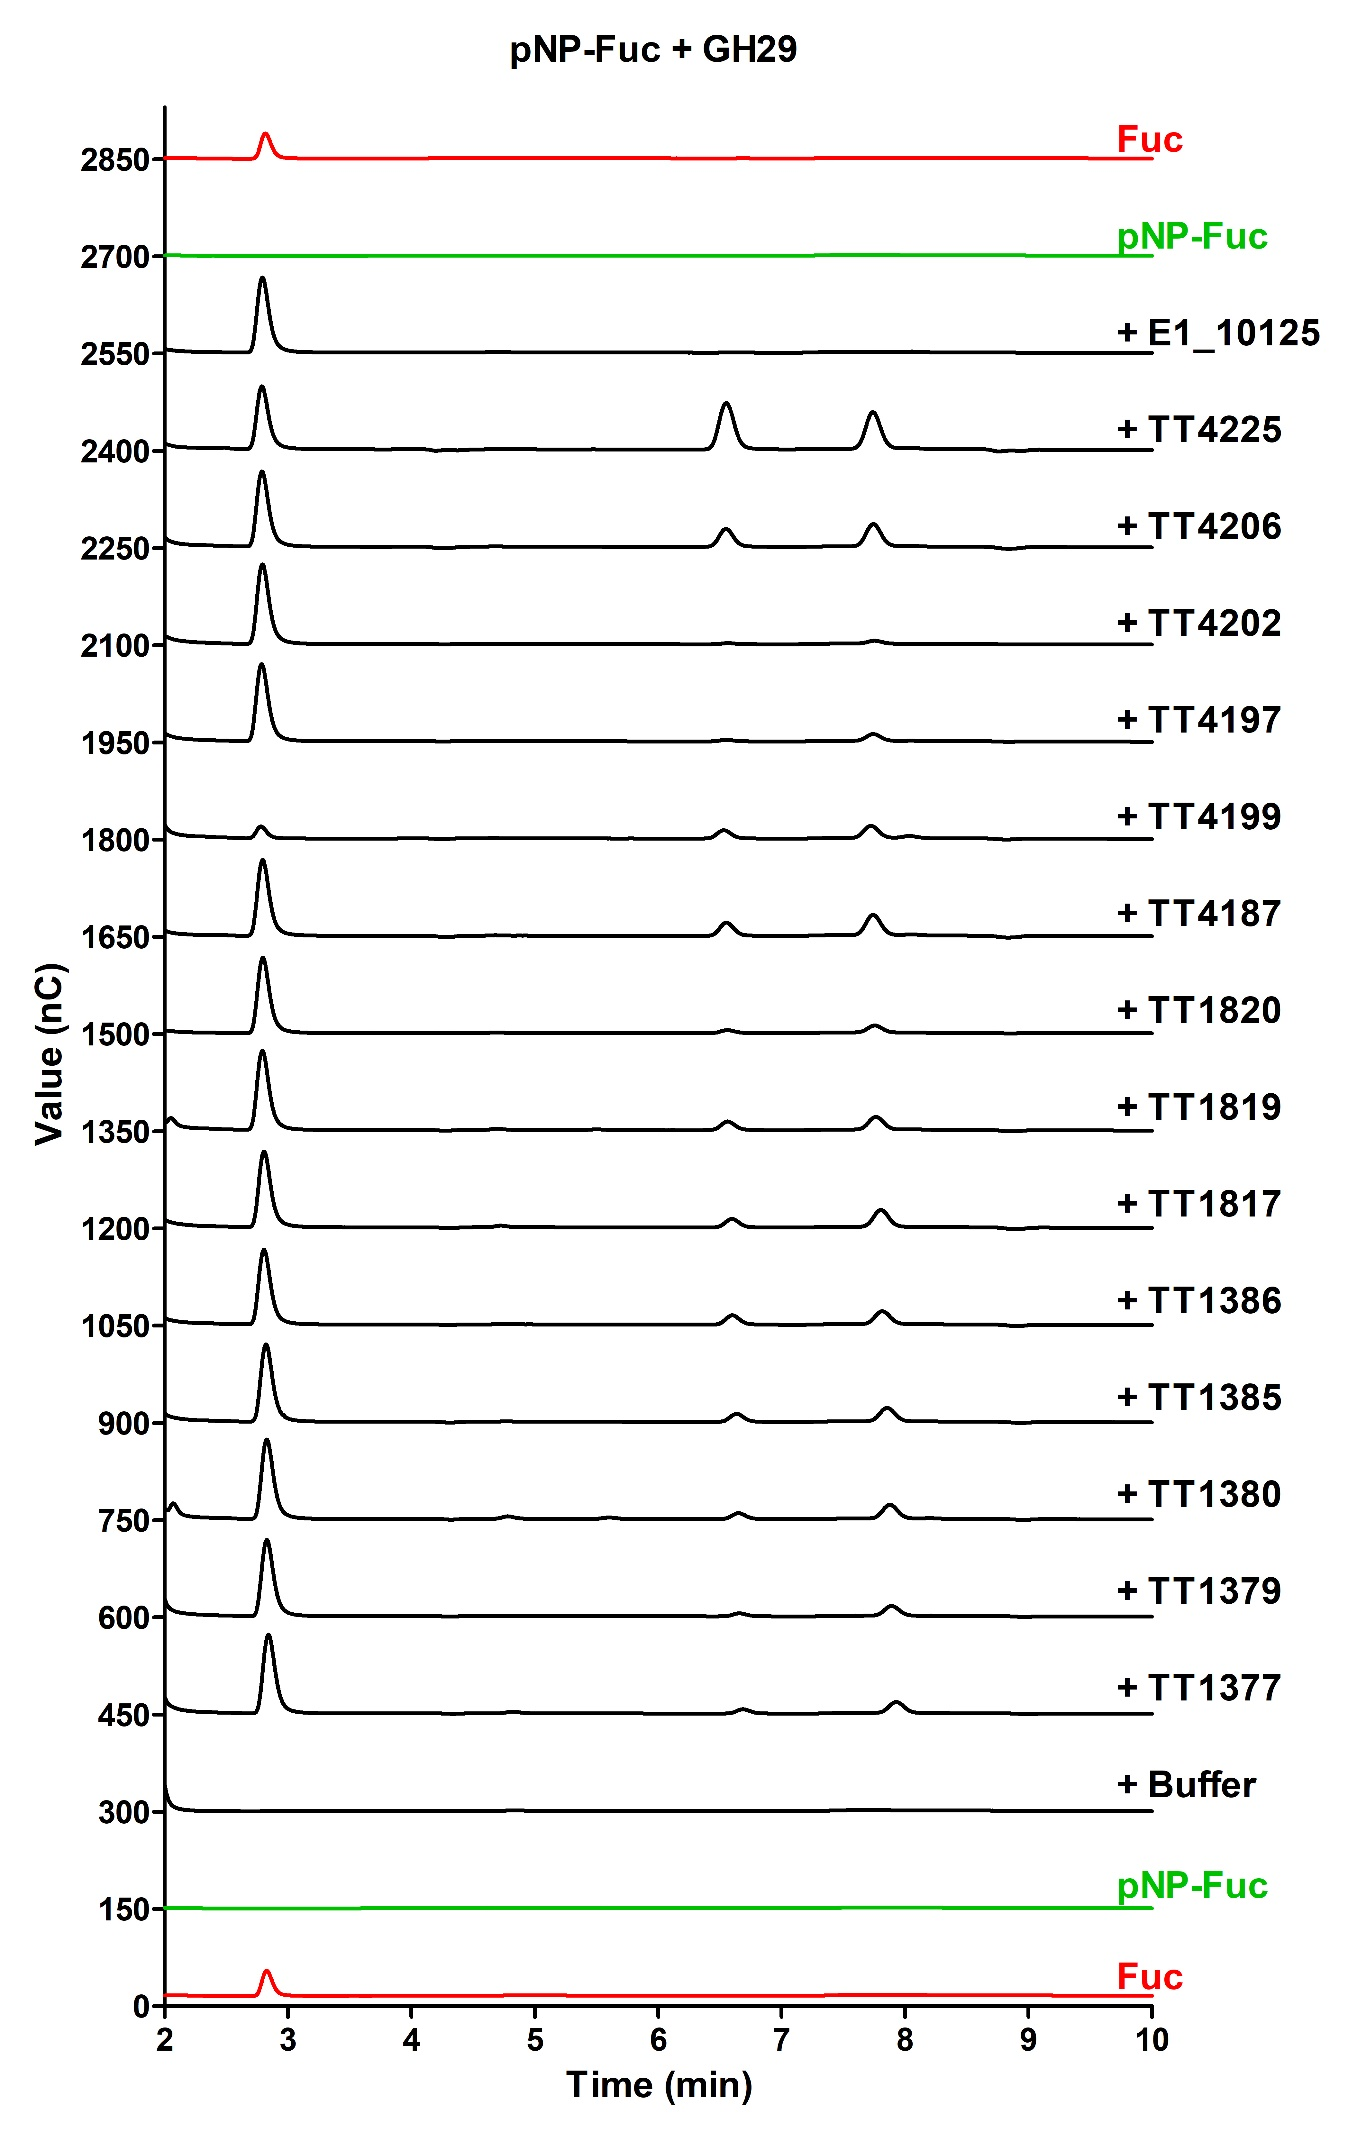 pNP-Fuc + GH29
Fuc
2850
pNP-Fuc
2700
+ E1_10125
2550
+ TT4225
2400
+ TT4206
2250
+ TT4202
2100
+ TT4197
1950
+ TT4199
1800
+ TT4187
1650
+ TT1820
1500
+ TT1819
1350
+ TT1817
1200
+ TT1386
1050
+ TT1385
900
+ TT1380
750
+ TT1379
600
+ TT1377
450
+ Buffer
300
pNP-Fuc
150
Fuc
0
Value (nC)
2 3 4 5 6 7 8 9 10
Time (min)